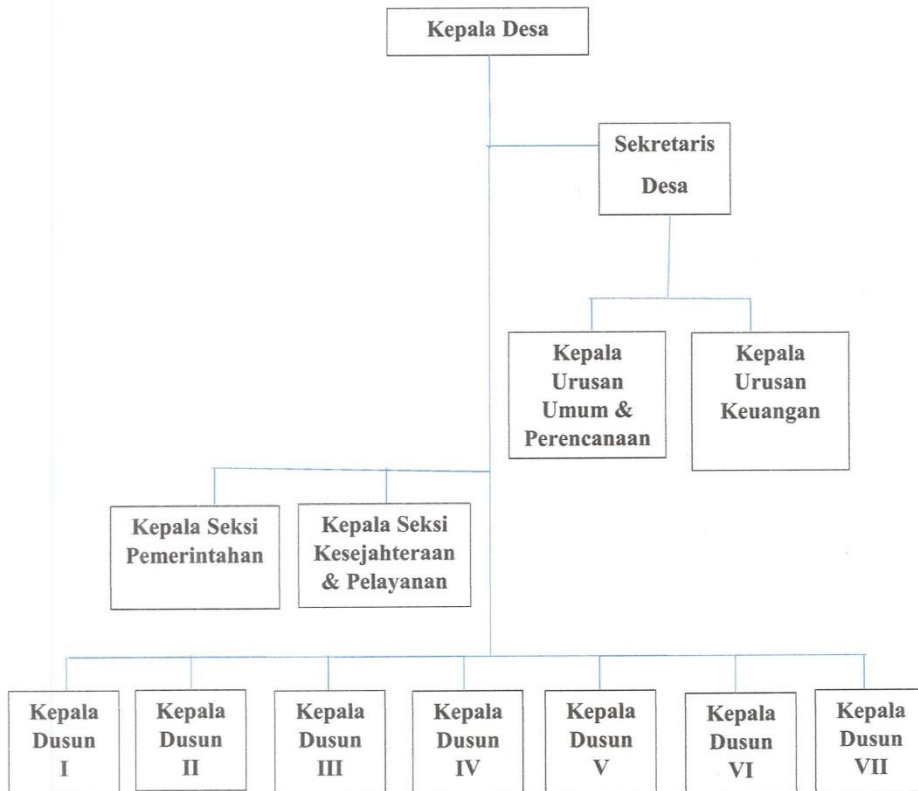 Kepala Desa
Sekretaris
Desa
Kepala
Urusan
Umum &
Perencanaan
Kepala
Urusan
Keuangan
Kepala Seksi
Pemerintahan
Kepala Seksi
Kesejahteraan
& Pelayanan
Kepala
Dusun
I
Kepala
Dusun
II
Kepala
Dusun
III
Kepala
Dusun
IV
Kepala
Dusun
V
Kepala
Dusun
VI
Kepala
Dusun
VII